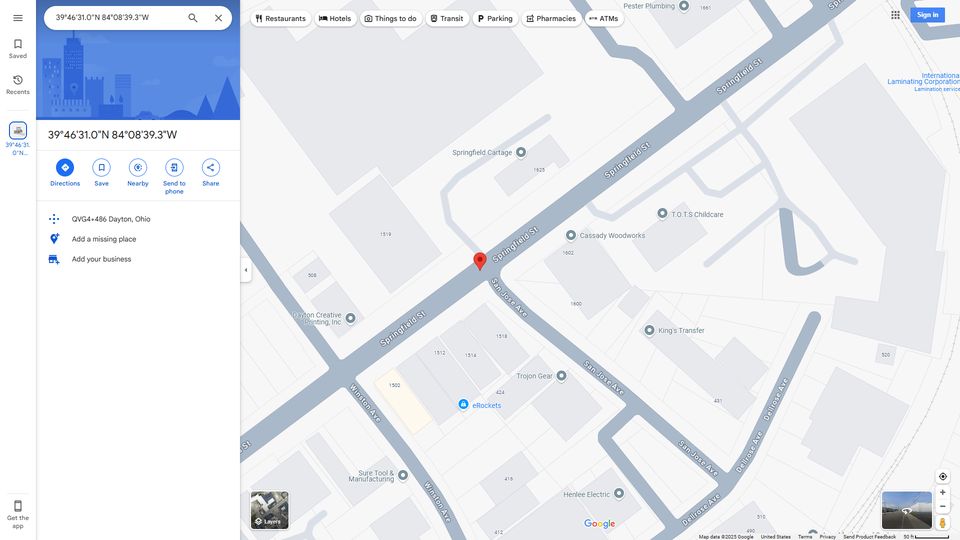 39°46'31.0"N 84°08'39.3"W
Restaurants
Hotels
Things to do
Transit
Parking
Pharmacies
ATMs
Sign in
Saved
Recents
39°46'31.
0"N...
39°46'31.0"N 84°08'39.3"W
Directions
Save
Nearby
Send to
phone
Share
QVG4+486 Dayton, Ohio
Add a missing place
Add your business
Get the
app
Pester Plumbing
1661
Springfield St
International
Laminating Corporation
Lamination service
Springfield Cartage
1625
Springfield St
T.O.T.S Childcare
Cassady Woodworks
1519
Springfield St
1602
508
1600
San Jose Ave
Dayton Creative
Printing, Inc
Springfield St
King's Transfer
1518
1512
1514
520
Trojon Gear
San Jose Ave
1502
424
431
Winston Ave
eRockets
Dellrose Ave
San Jose Ave
Sure Tool &
Manufacturing
418
Winston Ave
Henlee Electric
Dellrose Ave
490
510
412
Layers
Google
Map data ©2025 Google
United States
Terms
Privacy
Send Product Feedback
50 ft